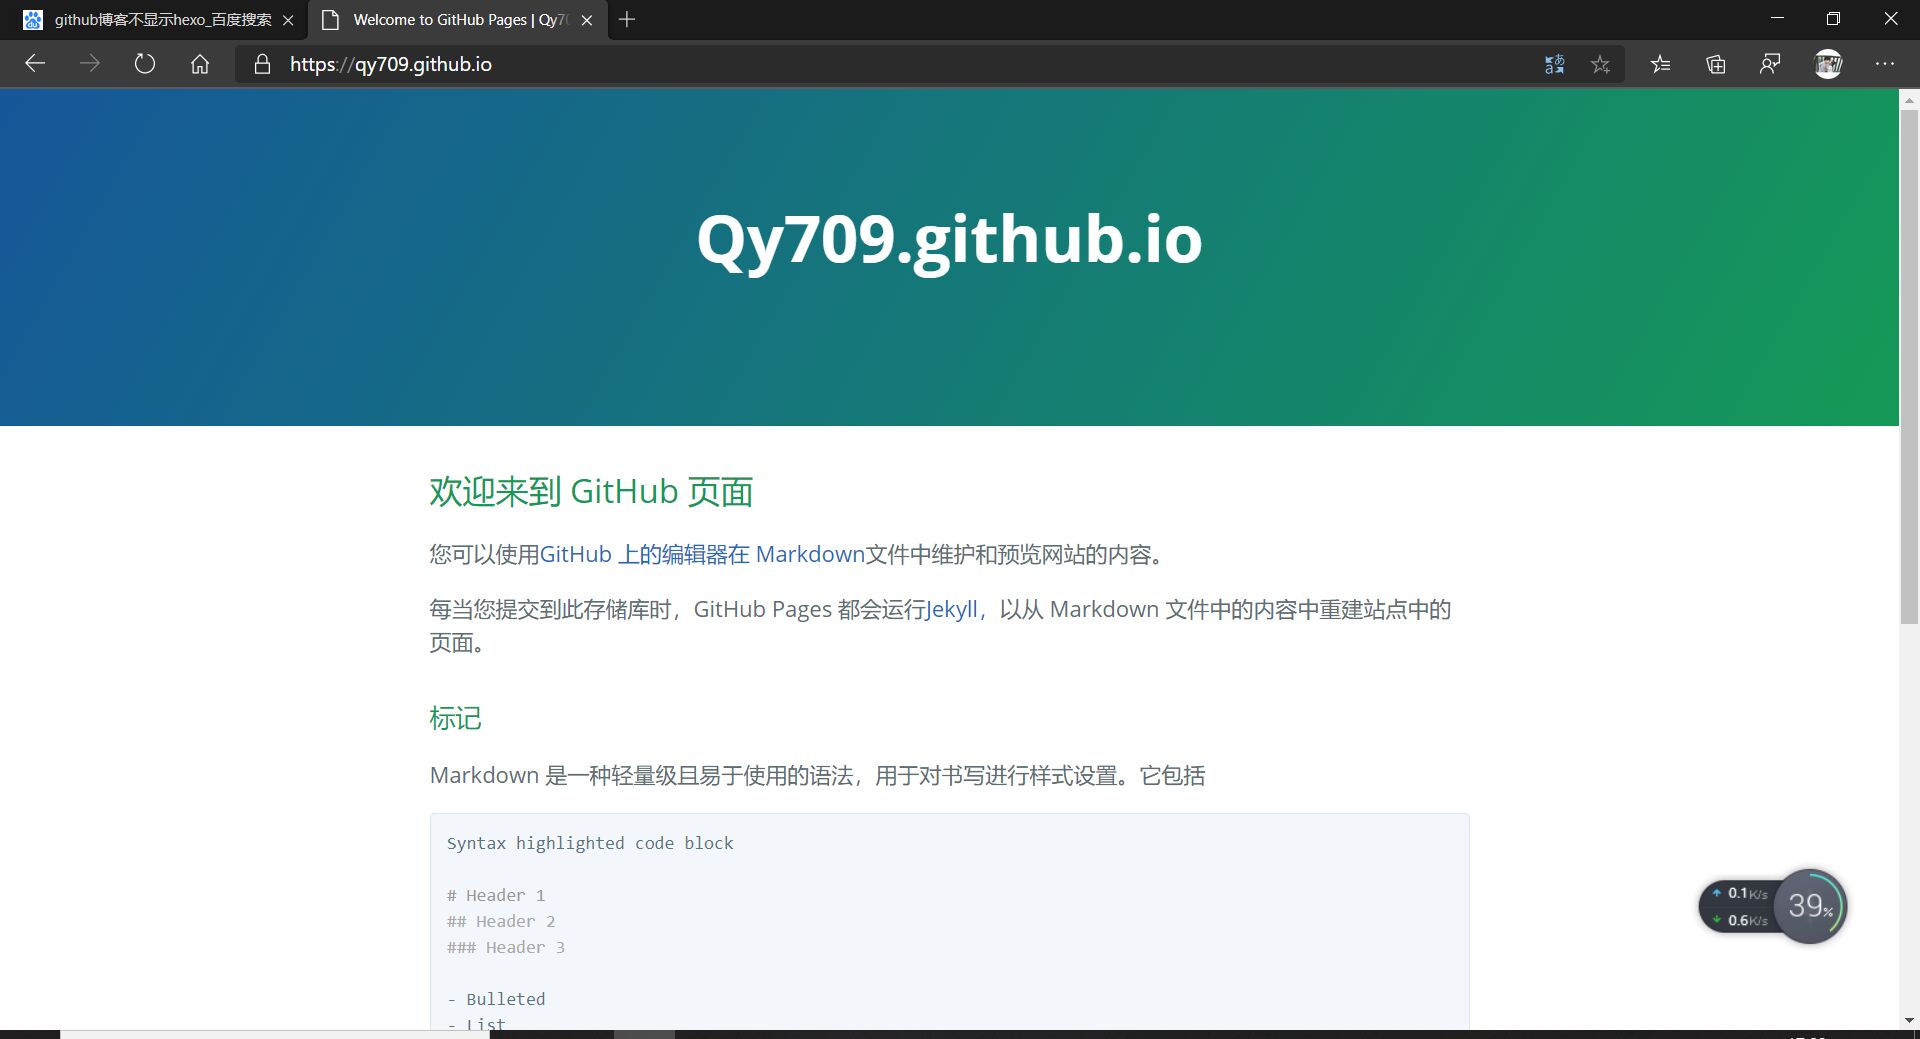 github博客不显示hexo_百度搜索
Welcome to GitHub Pages | Qy70
https://qy709.github.io
Qy709.github.io
欢迎来到 GitHub 页面
您可以使用GitHub 上的编辑器在 Markdown文件中维护和预览网站的内容。
每当您提交到此存储库时，GitHub Pages 都会运行Jekyll，以从 Markdown 文件中的内容中重建站点中的
页面。
标记
Markdown 是一种轻量级且易于使用的语法，用于对书写进行样式设置。它包括
Syntax highlighted code block
# Header 1
## Header 2
### Header 3
- Bulleted
- List
0.1K/s
0.6K/s
39%